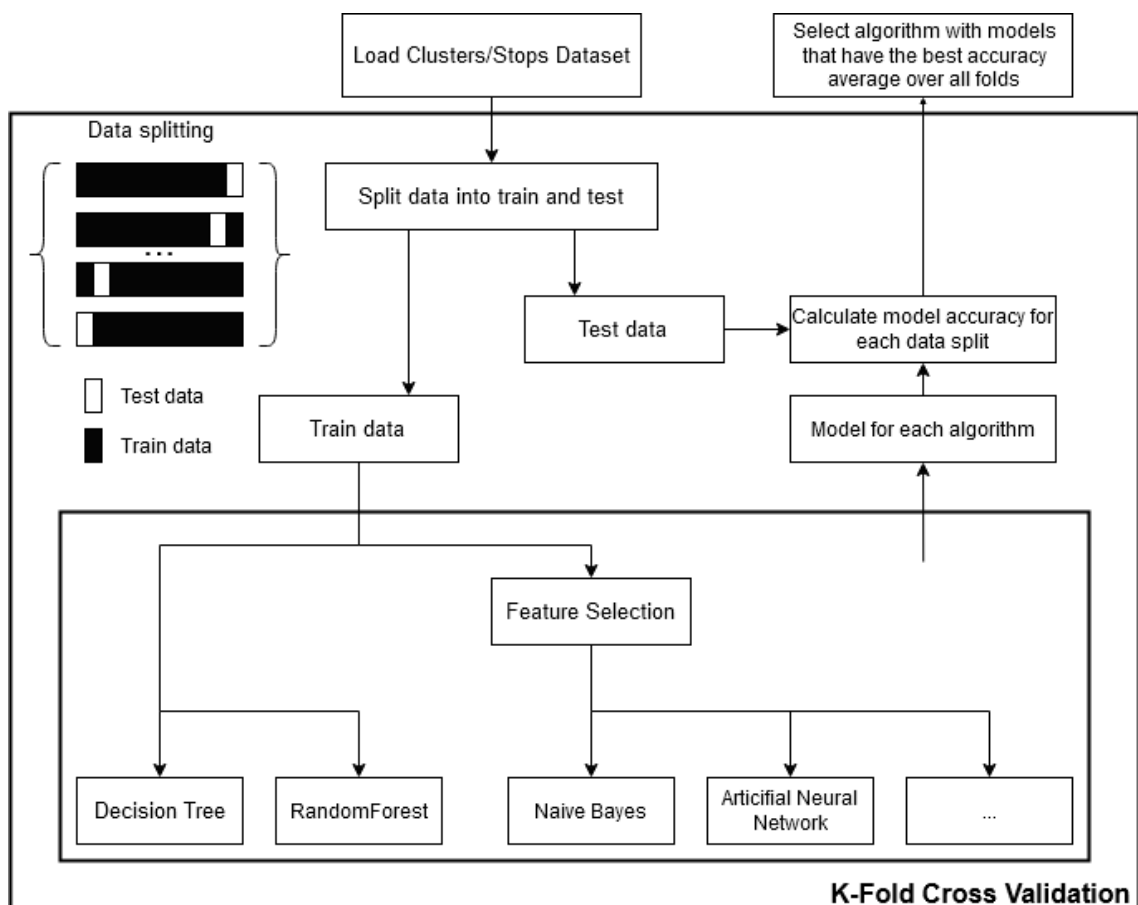 Load Clusters/Stops Dataset
Select algorithm with models
that have the best accuracy
average over all folds
Data splitting
Split data into train and test
...
Test data
Calculate model accuracy for
each data split
Test data
Train data
Train data
Model for each algorithm
Feature Selection
Decision Tree
RandomForest
Naive Bayes
Articifial Neural
Network
...
K-Fold Cross Validation